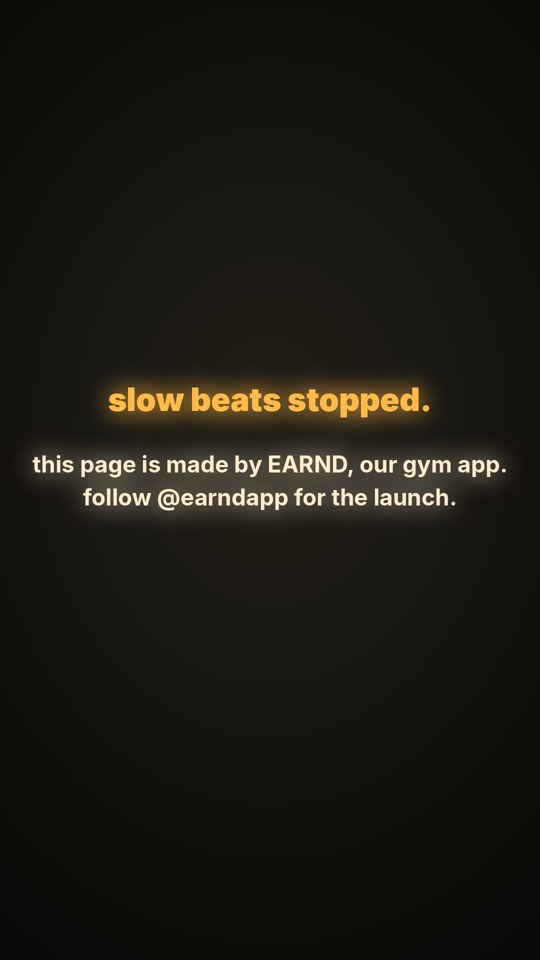 slow beats stopped.
this page is made by EARND, our gym app.
follow @earndapp for the launch.